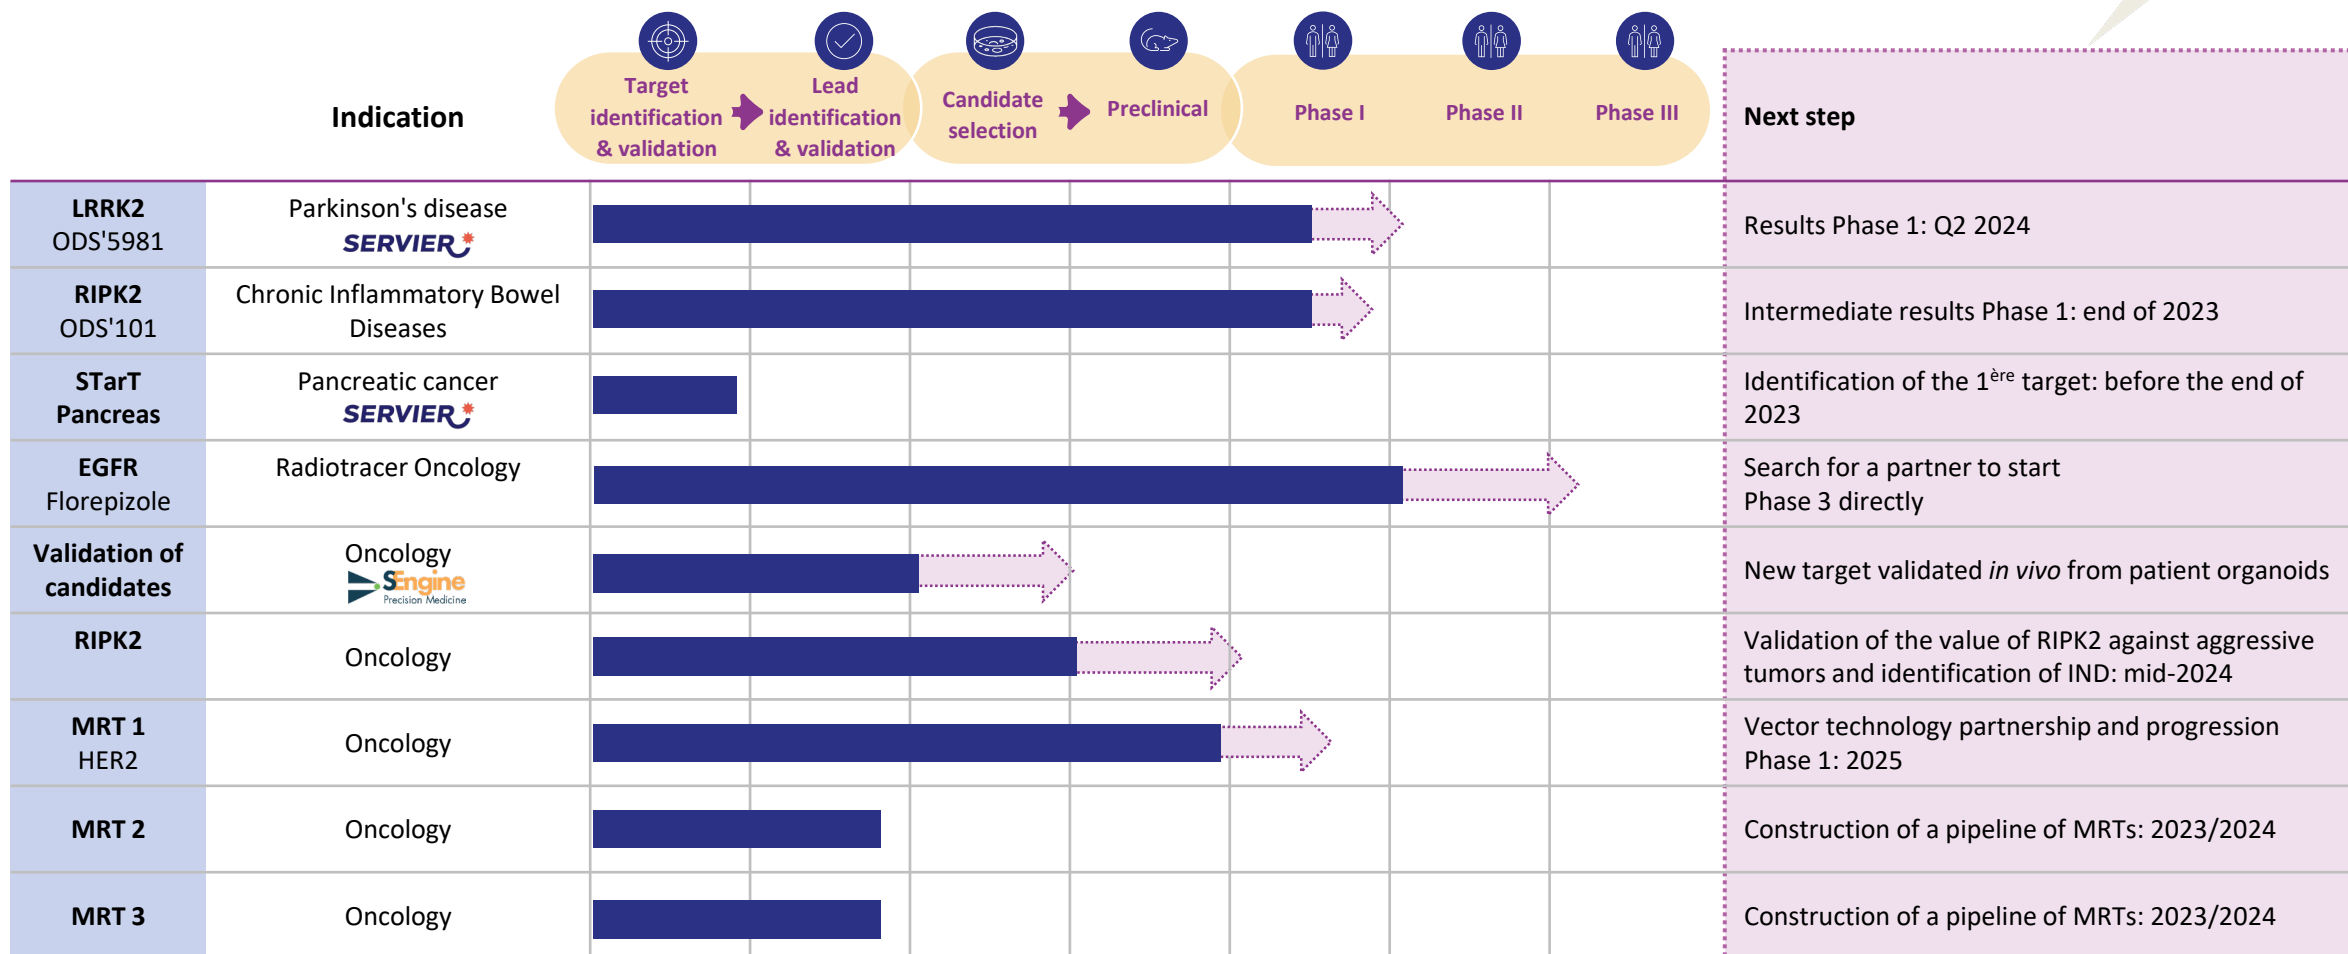 Indication
Target
identification
& validation
Lead
identification
& validation
Candidate
selection
Preclinical
Phase I
Phase II
Phase III
Next step
LRRK2
ODS'5981
Parkinson's disease
SERVIER
Results Phase 1: Q2 2024
RIPK2
ODS'101
Chronic Inflammatory Bowel
Diseases
Intermediate results Phase 1: end of 2023
STarT
Pancreas
Pancreatic cancer
SERVIER
Identification of the 1ère target: before the end of
2023
EGFR
Florepizole
Radiotracer Oncology
Search for a partner to start
Phase 3 directly
Validation of
candidates
Oncology
SEngine
Precision Medicine
New target validated in vivo from patient organoids
RIPK2
Oncology
Validation of the value of RIPK2 against aggressive
tumors and identification of IND: mid-2024
MRT 1
HER2
Oncology
Vector technology partnership and progression
Phase 1: 2025
MRT 2
Oncology
Construction of a pipeline of MRTs: 2023/2024
MRT 3
Oncology
Construction of a pipeline of MRTs: 2023/2024